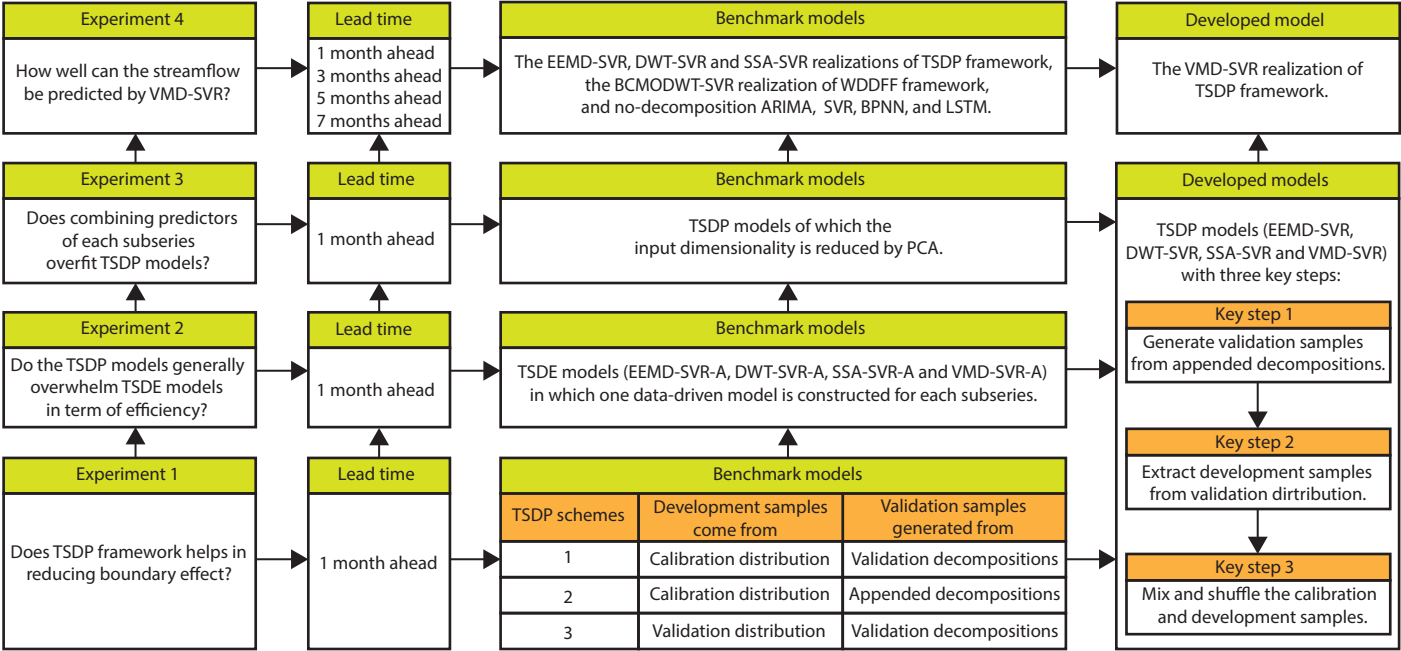 Experiment 4
How well can the streamflow
be predicted by VMD-SVR?
Lead time
1 month ahead
3 months ahead
5 months ahead
7 months ahead
Benchmark models
The EEMD-SVR, DWT-SVR and SSA-SVR realizations of TSDP framework,
the BCMODWT-SVR realization of WDDFF framework,
and no-decomposition ARIMA, SVR, BPNN, and LSTM.
Developed model
The VMD-SVR realization of
TSDP framework.
Experiment 3
Does combining predictors
of each subseries
overfit TSDP models?
Lead time
1 month ahead
Benchmark models
TSDP models of which the
input dimensionality is reduced by PCA.
Experiment 2
Do the TSDP models generally
overwhelm TSDE models
in term of efficiency?
Lead time
1 month ahead
Benchmark models
TSDE models (EEMD-SVR-A, DWT-SVR-A, SSA-SVR-A and VMD-SVR-A)
in which one data-driven model is constructed for each subseries.
Experiment 1
Does TSDP framework helps in
reducing boundary effect?
Lead time
1 month ahead
Benchmark models
TSDP schemes
Development samples
come from
Validation samples
generated from
1
Calibration distribution
Validation decompositions
2
Calibration distribution
Appended decompositions
3
Validation distribution
Validation decompositions
Developed models
TSDP models (EEMD-SVR,
DWT-SVR, SSA-SVR and VMD-SVR)
with three key steps:
Key step 1
Generate validation samples
from appended decompositions.
Key step 2
Extract development samples
from validation dirtribution.
Key step 3
Mix and shuffle the calibration
and development samples.